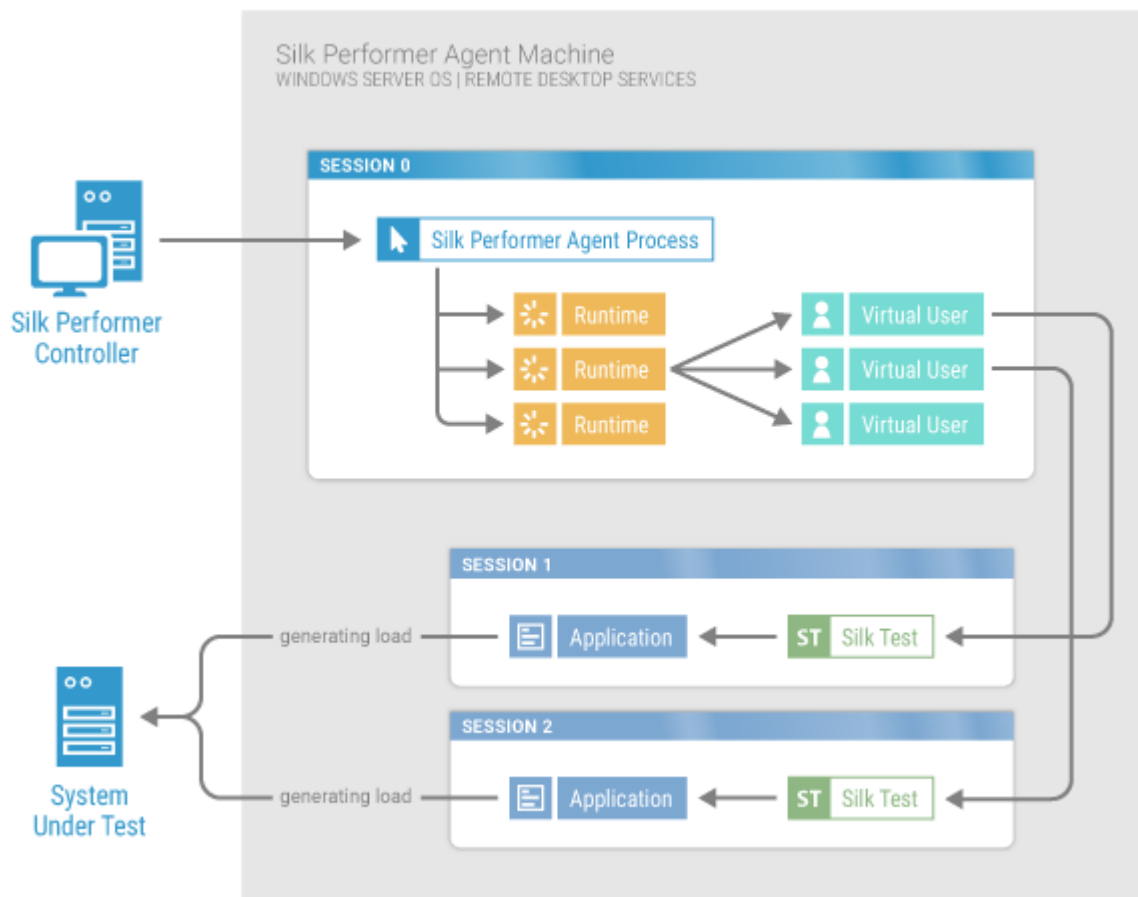 Silk Performer Agent Machine
WINDOWS SERVER OS | REMOTE DESKTOP SERVICES
SESSION 0
Silk Performer Agent Process
Silk Performer
Controller
Runtime
Virtual User
Runtime
Virtual User
Runtime
Virtual User
SESSION 1
generating load
Application
ST Silk Test
SESSION 2
generating load
Application
ST Silk Test
System
Under Test